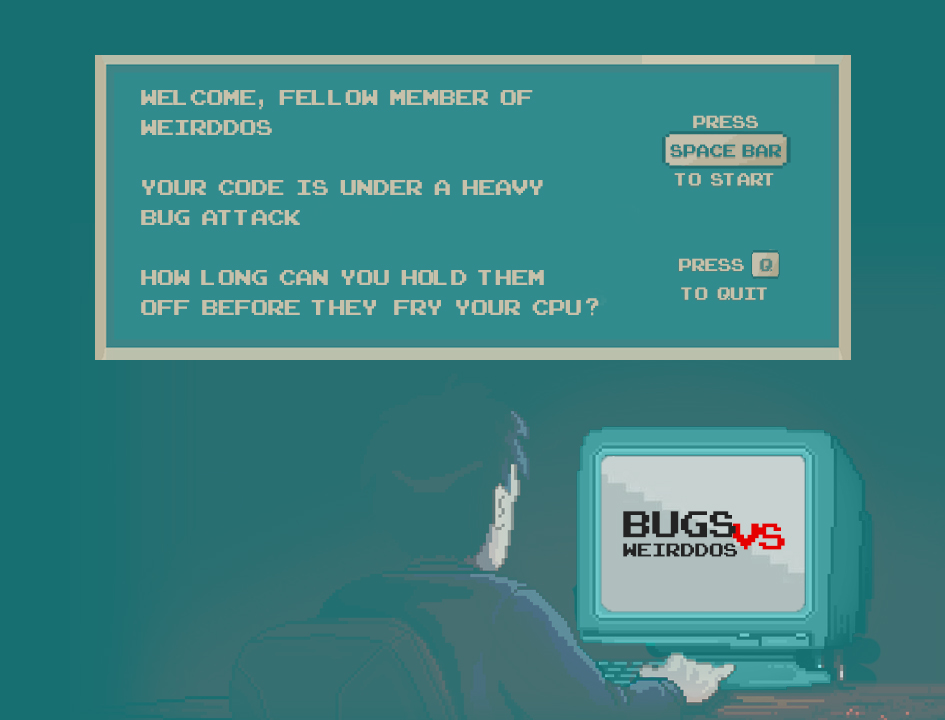 WELCOME, FELLOW MEMBER OF
WEIRDDOS
YOUR CODE IS UNDER A HEAVY
BUG ATTACK
HOW LONG CAN YOU HOLD THEM
OFF BEFORE THEY FRY YOUR CPU?
PRESS
SPACE BAR
TO START
PRESS Q
TO QUIT
BUGS VS
WEIRDDOS